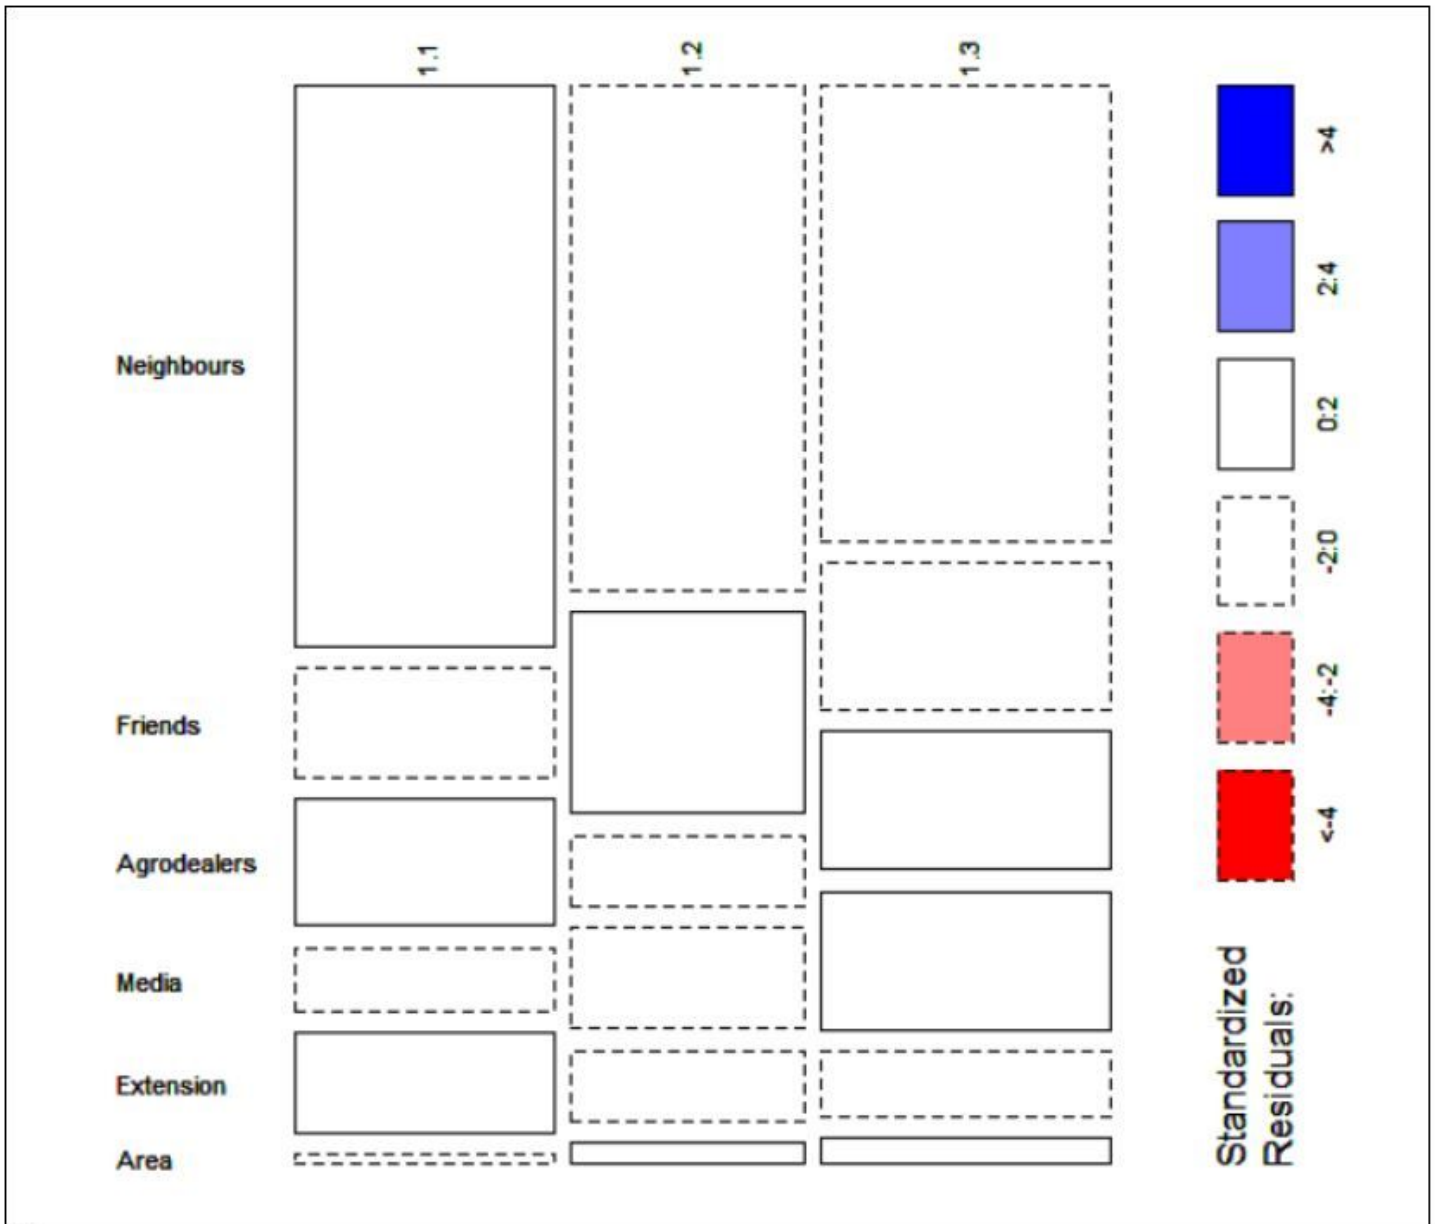 1.1
1.2
1.3
Neighbours
Friends
Agrodealers
Media
Extension
Area
>4
2:4
0:2
-2:0
-4:-2
<-4
Standardized
Residuals: